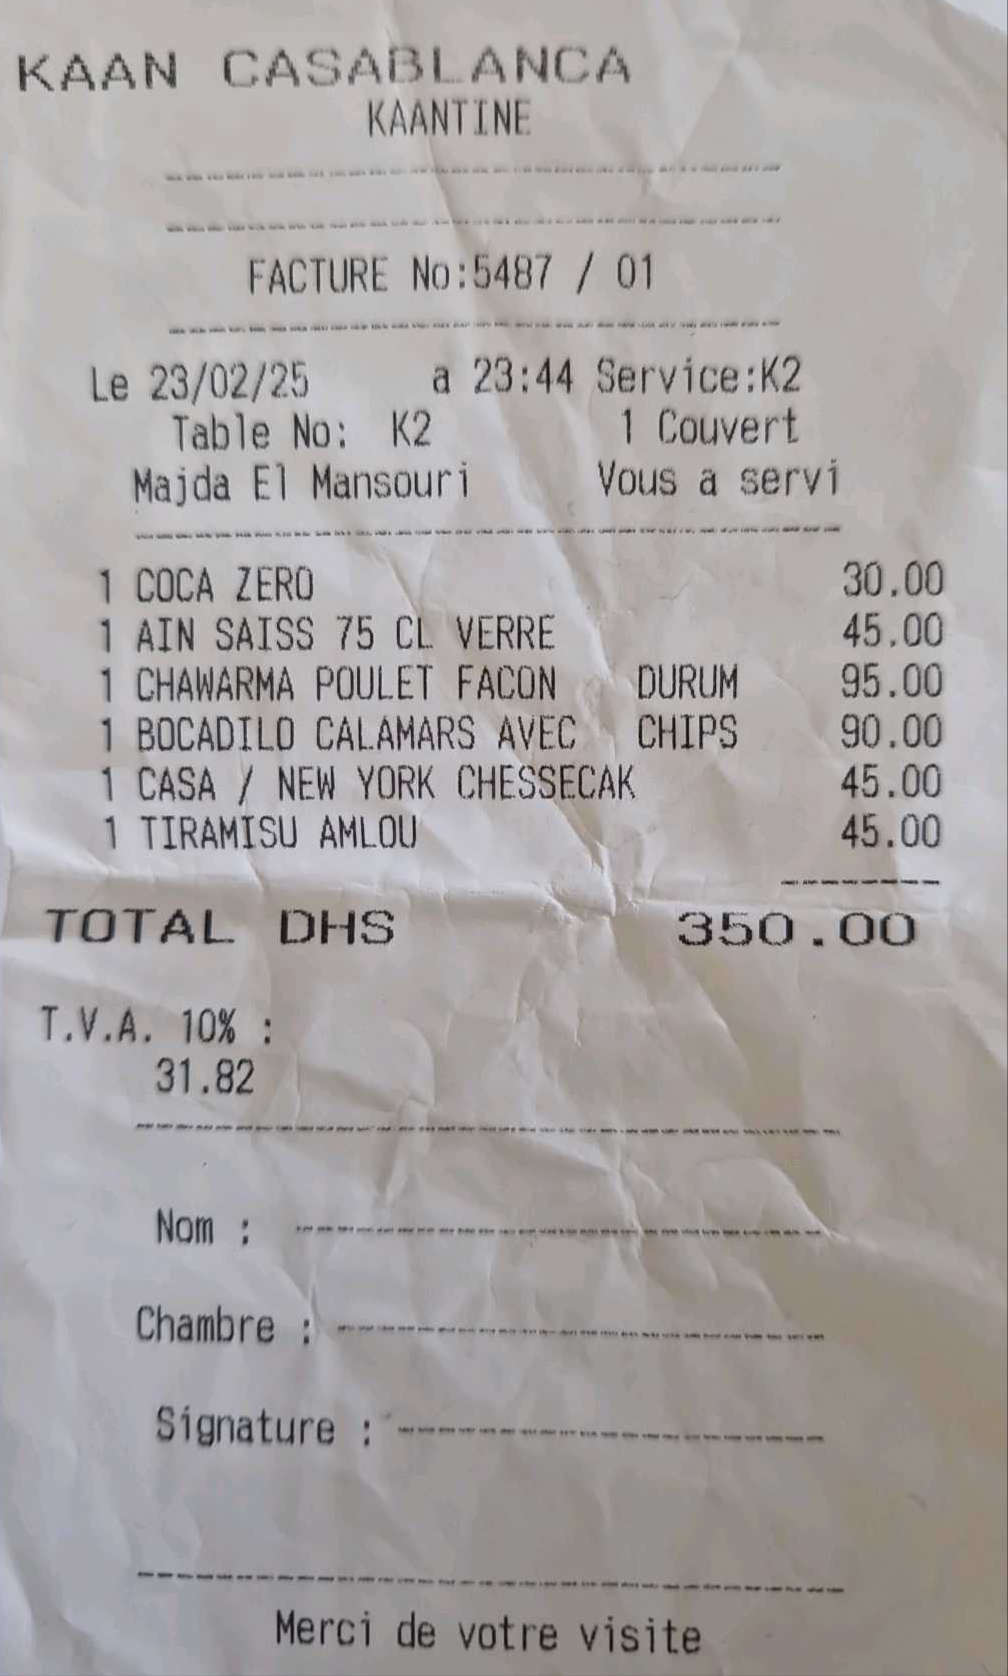 KAAN CASABLANCA
KAANTINE
FACTURE No:5487 / 01
Le 23/02/25 a 23:44 Service:K2
Table No: K2 1 Couvert
Majda El Mansouri Vous a servi
1 COCA ZERO 30.00
1 AIN SAISS 75 CL VERRE 45.00
1 CHAWARMA POULET FACON DURUM 95.00
1 BOCADILO CALAMARS AVEC CHIPS 90.00
1 CASA / NEW YORK CHESSECAK 45.00
1 TIRAMISU AMLOU 45.00
TOTAL DHS 350.00
T.V.A. 10% :
31.82
Nom :
Chambre :
Signature :
Merci de votre visite